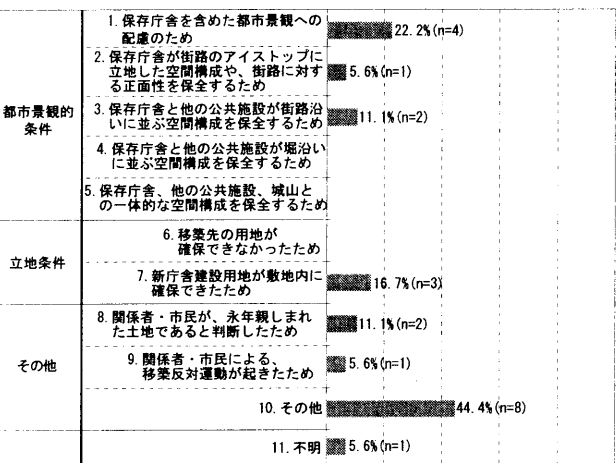 1. 保存庁舎を含めた都市景観への
配慮のため
22.2%(n=4)
2. 保存庁舎が街路のアイストップに
立地した空間構成や、街路に対す
る正面性を保全するため
5.6%(n=1)
都市景観的
条件
3. 保存庁舎と他の公共施設が街路沿
いに並ぶ空間構成を保全するため
11.1%(n=2)
4. 保存庁舎と他の公共施設が堀沿い
に並ぶ空間構成を保全するため
5. 保存庁舎、他の公共施設、城山と
の一体的な空間構成を保全するため
立地条件
6. 移築先の用地が
確保できなかったため
7. 新庁舎建設用地が敷地内に
確保できたため
16.7%(n=3)
その他
8. 関係者・市民が、永年親しまれ
た土地であると判断したため
11.1%(n=2)
9. 関係者・市民による、
移築反対運動が起きたため
5.6%(n=1)
10. その他
44.4%(n=8)
11. 不明
5.6%(n=1)